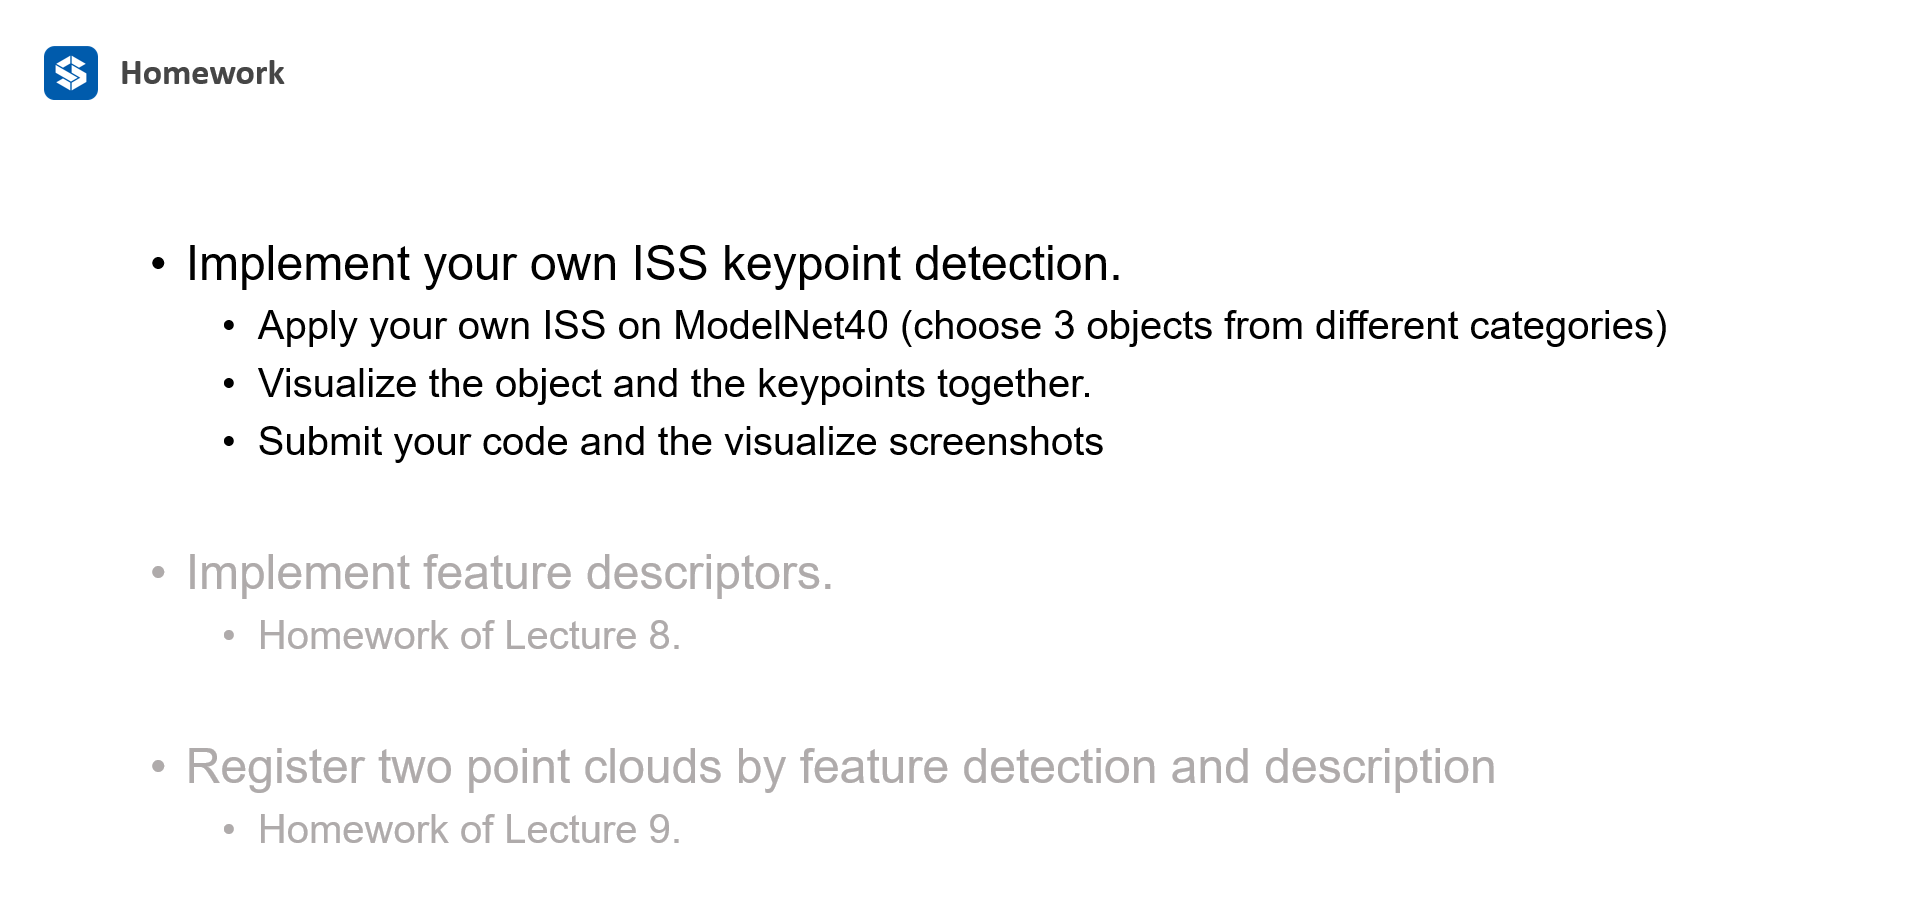 Homework
• Implement your own ISS keypoint detection.
• Apply your own ISS on ModelNet40 (choose 3 objects from different categories)
• Visualize the object and the keypoints together.
• Submit your code and the visualize screenshots
• Implement feature descriptors.
• Homework of Lecture 8.
• Register two point clouds by feature detection and description
• Homework of Lecture 9.